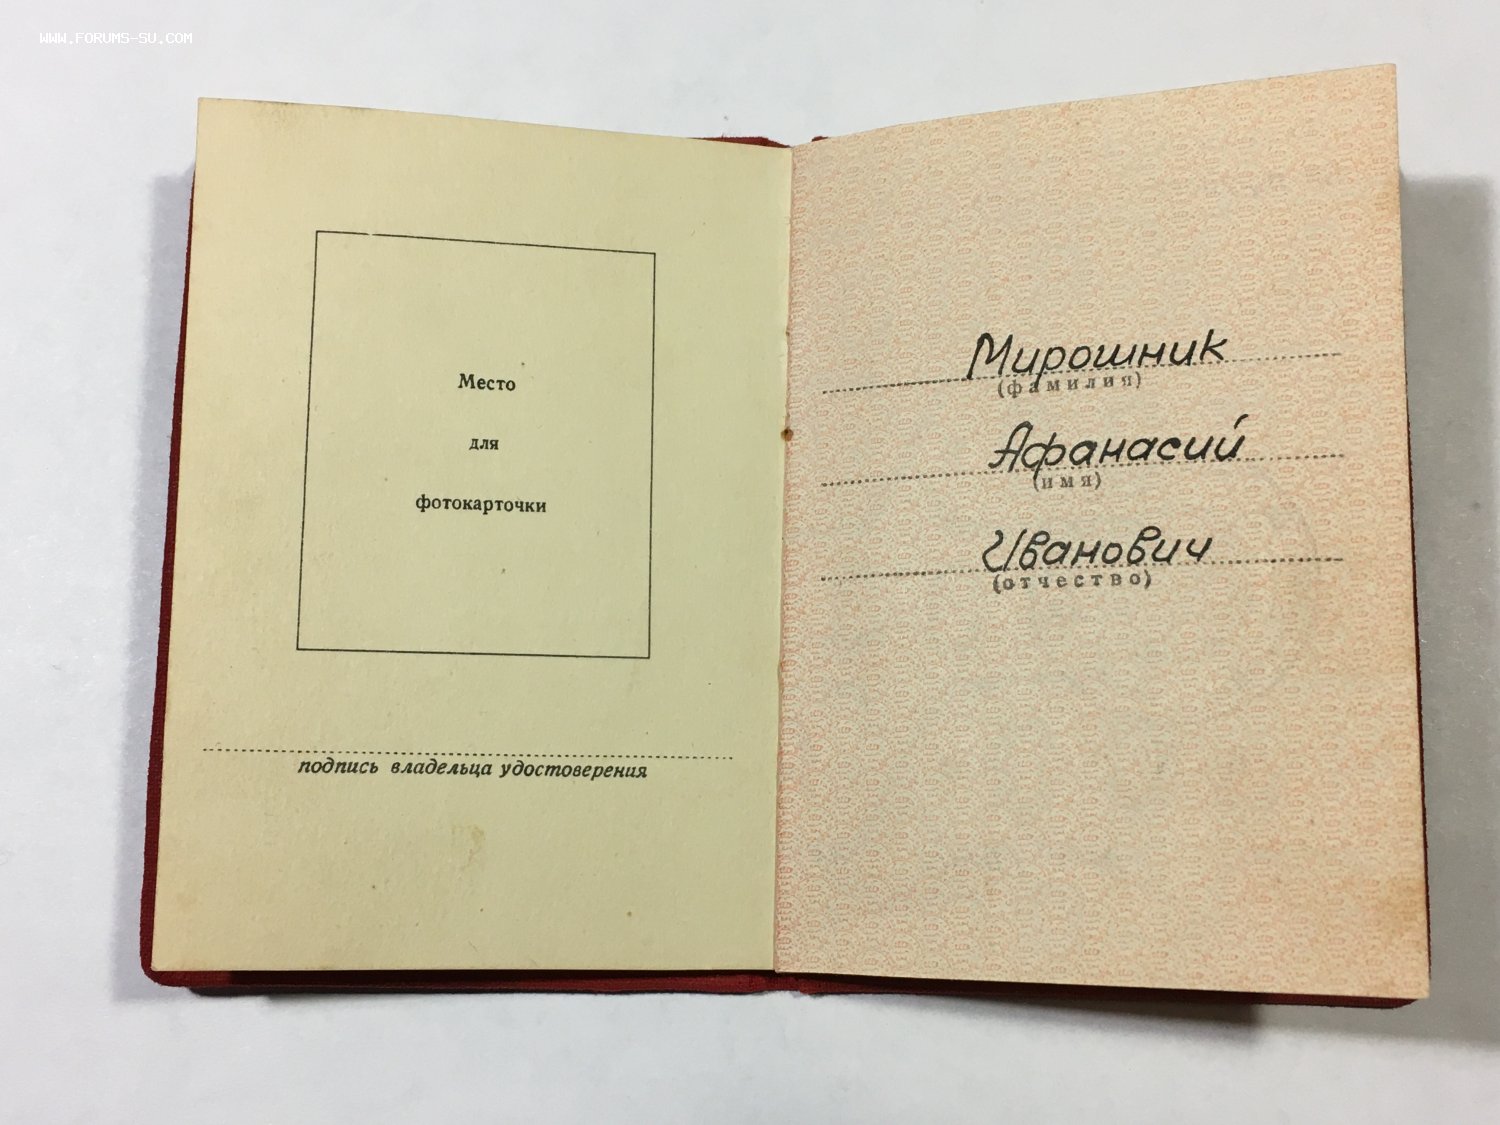 WWW.FORUMS-SU.COM
Место
для
фотокарточки
подпись владельца удостоверения
Мирошник
(фамилия)
Афанасий
(имя)
Иванович
(отчество)